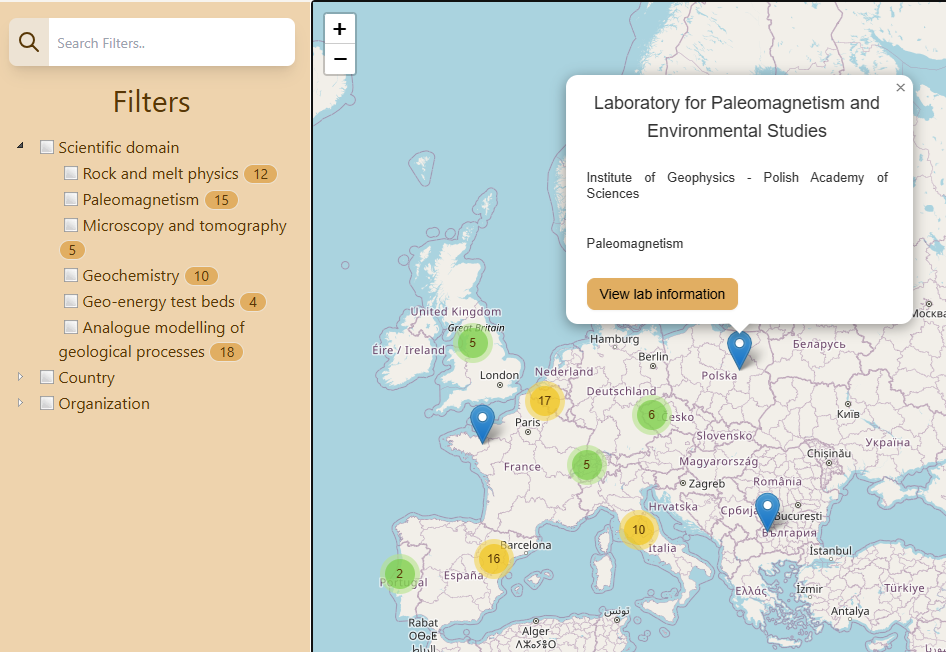 Search Filters..
Filters
Scientific domain
Rock and melt physics 12
Paleomagnetism 15
Microscopy and tomography
5
Geochemistry 10
Geo-energy test beds 4
Analogue modelling of
geological processes 18
Country
Organization
+
−
×
Laboratory for Paleomagnetism and
Environmental Studies
Institute of Geophysics - Polish Academy of
Sciences
Paleomagnetism
View lab information
United Kingdom
Great Britain
5
Éire / Ireland
London
Hamburg
Berlin
Nederland
Deutschland
Polska
Беларусь
Москва
17
6
Česko
Paris
Київ
Slovensko
Україна
Chișinău
5
France
Magyarország
Zagreb
România
Hrvatska
Србија
București
България
10
Italia
İstanbul
Barcelona
16
España
2
Portugal
Ελλάς
İzmir
Türkiye
Antalya
تونس
Rabat
ⵔⴱⴰⵟ
الرباط
Alger